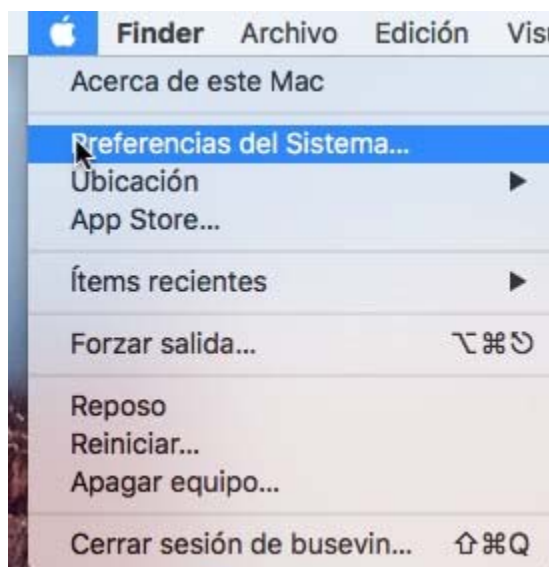 Finder Archivo Edición
Acerca de este Mac
Preferencias del Sistema...
Ubicación
App Store...
Ítems recientes
Forzar salida... ⌥⌘⎋
Reposo
Reiniciar...
Apagar equipo...
Cerrar sesión de busevin... ⇧⌘Q